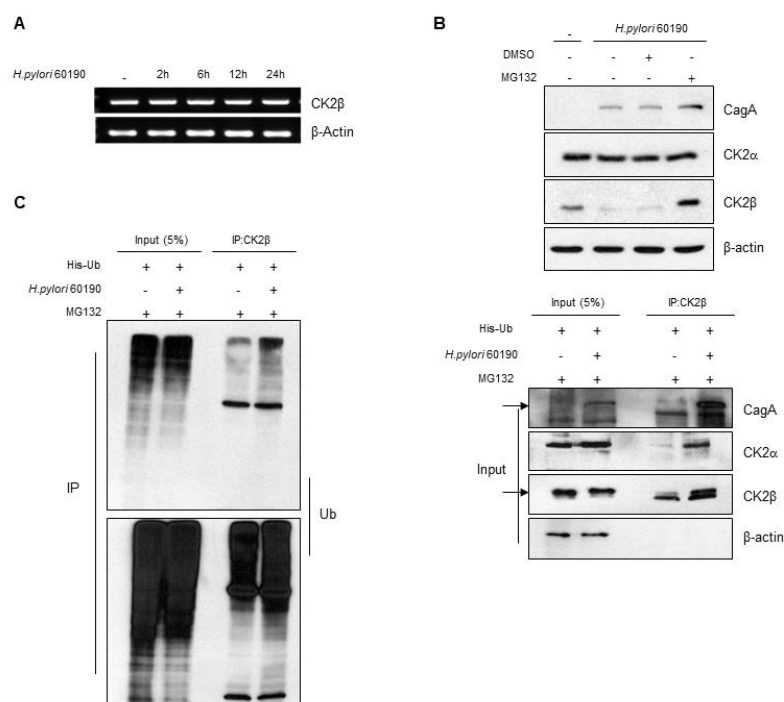 A
H.pylori 60190 - 2h 6h 12h 24h
CK2β
β-Actin
B
- H.pylori 60190
DMSO - - + -
MG132 - - - +
CagA
CK2α
CK2β
β-actin
C
Input (5%) IP:CK2β
His-Ub + + + +
H.pylori 60190 - + - +
MG132 + + + +
IP
Ub
Input (5%) IP:CK2β
His-Ub + + + +
H.pylori 60190 - + - +
MG132 + + + +
CagA
CK2α
Input
CK2β
β-actin